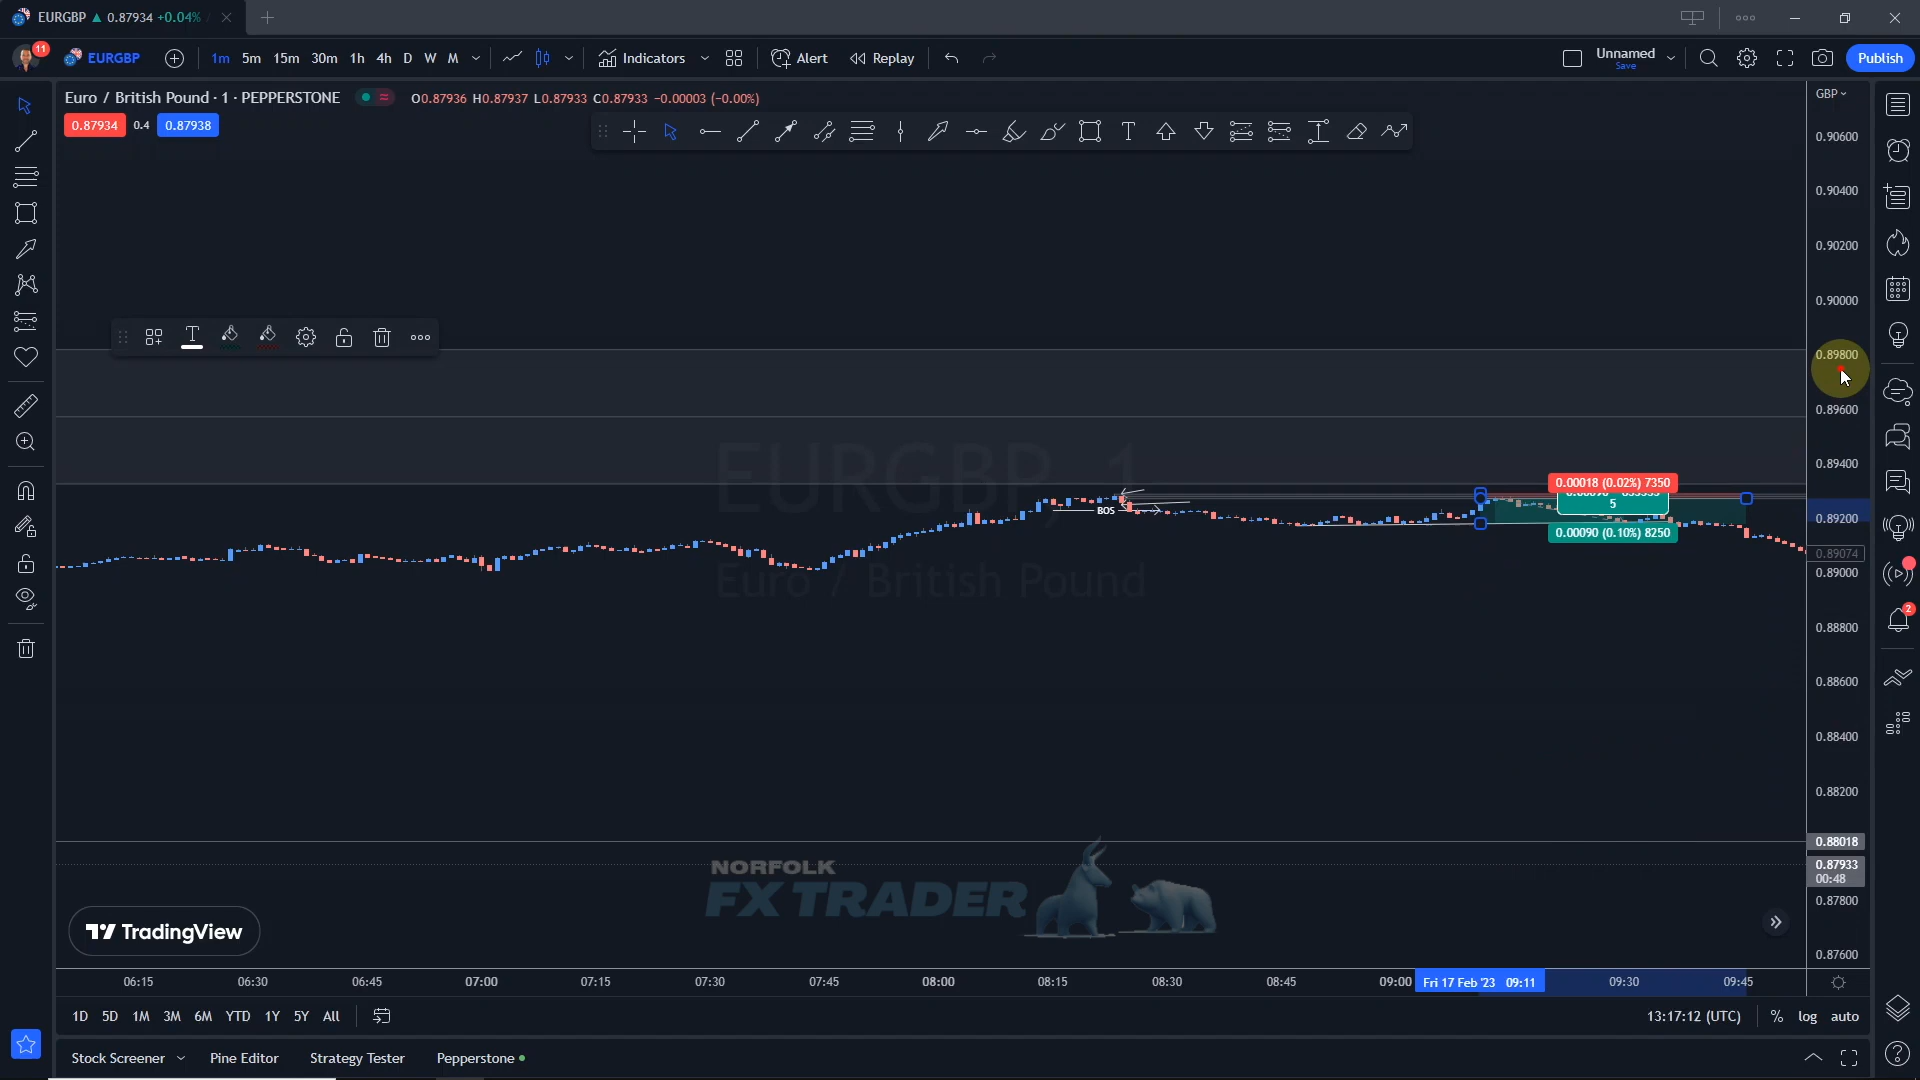 EURGBP ▲ 0.87934 +0.04%
11
EURGBP
1m 5m 15m 30m 1h 4h D W M
Indicators
Alert
Replay
Unnamed
Save
Publish
Euro / British Pound · 1 · PEPPERSTONE
O0.87936 H0.87937 L0.87933 C0.87933 −0.00003 (−0.00%)
GBP
0.87934 0.4 0.87938
0.90600
0.90400
0.90200
0.90000
0.89800
0.89600
0.89400
0.89200
0.89074
0.89000
0.88800
0.88600
0.88400
0.88200
0.88018
0.87933
00:48
0.87800
0.87600
EURGBP, 1
Euro / British Pound
BOS
0.00018 (0.02%) 7350
5
0.00090 (0.10%) 8250
2
NORFOLK
FX TRADER
TradingView
06:15 06:30 06:45 07:00 07:15 07:30 07:45 08:00 08:15 08:30 08:45 09:00 Fri 17 Feb '23 09:11 09:30 09:45
1D 5D 1M 3M 6M YTD 1Y 5Y All
13:17:12 (UTC) % log auto
Stock Screener Pine Editor Strategy Tester Pepperstone